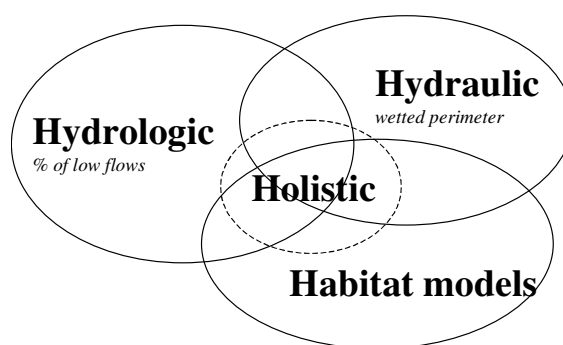 Hydraulic
wetted perimeter
Hydrologic
% of low flows
Holistic
Habitat models